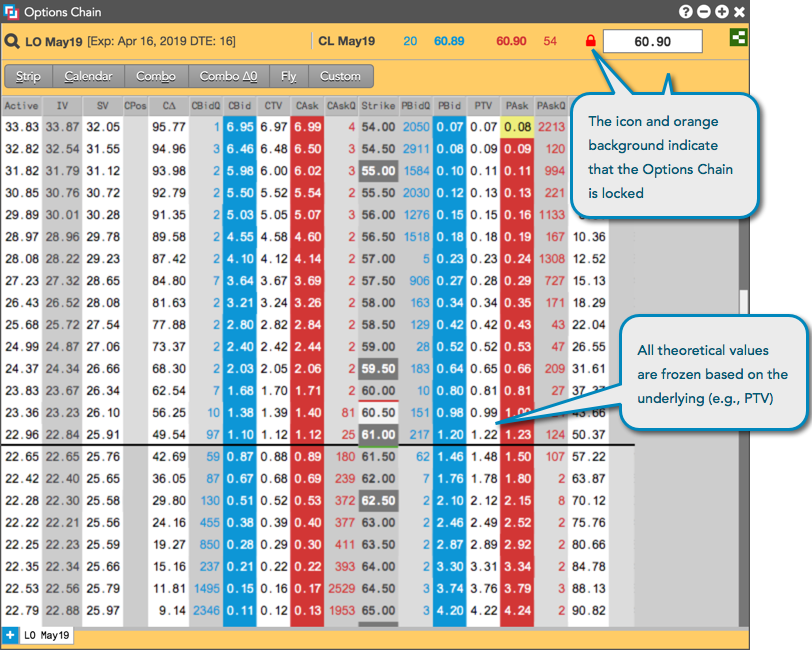 Options Chain
LO May19 [Exp: Apr 16, 2019 DTE: 16] CL May19 20 60.89 60.90 54 60.90
Strip Calendar Combo Combo Δ0 Fly Custom
Active IV SV CPos CΔ CBidQ CBid CTV CAsk CAskQ Strike PBidQ PBid PTV PAsk PAskQ
33.83 33.87 32.05 95.77 1 6.95 6.97 6.99 4 54.00 2050 0.07 0.07 0.08 2213
32.82 32.54 31.55 94.96 3 6.46 6.48 6.50 3 54.50 2911 0.08 0.09 0.09 120
31.82 31.79 31.12 93.98 2 5.98 6.00 6.02 3 55.00 1584 0.10 0.11 0.11 994
30.85 30.76 30.72 92.79 2 5.50 5.52 5.54 2 55.50 2030 0.12 0.13 0.13 221
29.89 30.01 30.28 91.35 2 5.03 5.05 5.07 3 56.00 1276 0.15 0.15 0.16 1133
28.97 28.96 29.78 89.58 2 4.55 4.58 4.60 2 56.50 1518 0.18 0.18 0.19 167 10.36
28.08 28.22 29.23 87.42 2 4.10 4.12 4.14 2 57.00 5 0.23 0.23 0.24 1308 12.52
27.23 27.32 28.65 84.80 7 3.64 3.67 3.69 2 57.50 906 0.27 0.28 0.29 727 15.13
26.43 26.52 28.08 81.63 2 3.21 3.24 3.26 2 58.00 163 0.34 0.34 0.35 171 18.29
25.68 25.72 27.54 77.88 2 2.80 2.82 2.84 2 58.50 129 0.42 0.42 0.43 43 22.04
24.99 24.87 27.06 73.37 2 2.40 2.42 2.44 2 59.00 28 0.52 0.52 0.53 47 26.55
24.37 24.34 26.66 68.30 2 2.03 2.05 2.06 2 59.50 183 0.64 0.65 0.66 209 31.61
23.83 23.67 26.34 62.54 7 1.68 1.70 1.71 2 60.00 10 0.80 0.81 0.81 27
23.36 23.23 26.10 56.25 10 1.38 1.39 1.40 81 60.50 151 0.98 0.99
22.96 22.84 25.91 49.54 97 1.10 1.12 1.12 25 61.00 217 1.20 1.22 1.23 124 50.37
22.65 22.65 25.76 42.69 59 0.87 0.88 0.89 180 61.50 62 1.46 1.48 1.50 107 57.22
22.42 22.40 25.65 36.05 87 0.67 0.68 0.69 239 62.00 7 1.76 1.78 1.80 2 63.87
22.28 22.30 25.58 29.80 130 0.51 0.52 0.53 372 62.50 2 2.10 2.12 2.15 8 70.12
22.22 22.21 25.56 24.16 455 0.38 0.39 0.40 377 63.00 2 2.46 2.49 2.52 2 75.76
22.25 22.23 25.59 19.27 850 0.28 0.29 0.30 411 63.50 2 2.87 2.89 2.92 2 80.66
22.35 22.34 25.66 15.16 237 0.21 0.22 0.22 393 64.00 2 3.30 3.31 3.34 2 84.78
22.53 22.56 25.79 11.81 1495 0.15 0.16 0.17 2529 64.50 3 3.74 3.76 3.79 3 88.13
22.79 22.88 25.97 9.14 2346 0.11 0.12 0.13 1953 65.00 3 4.20 4.22 4.24 2 90.82
LO May19
The icon and orange
background indicate
that the Options Chain
is locked
All theoretical values
are frozen based on the
underlying (e.g., PTV)